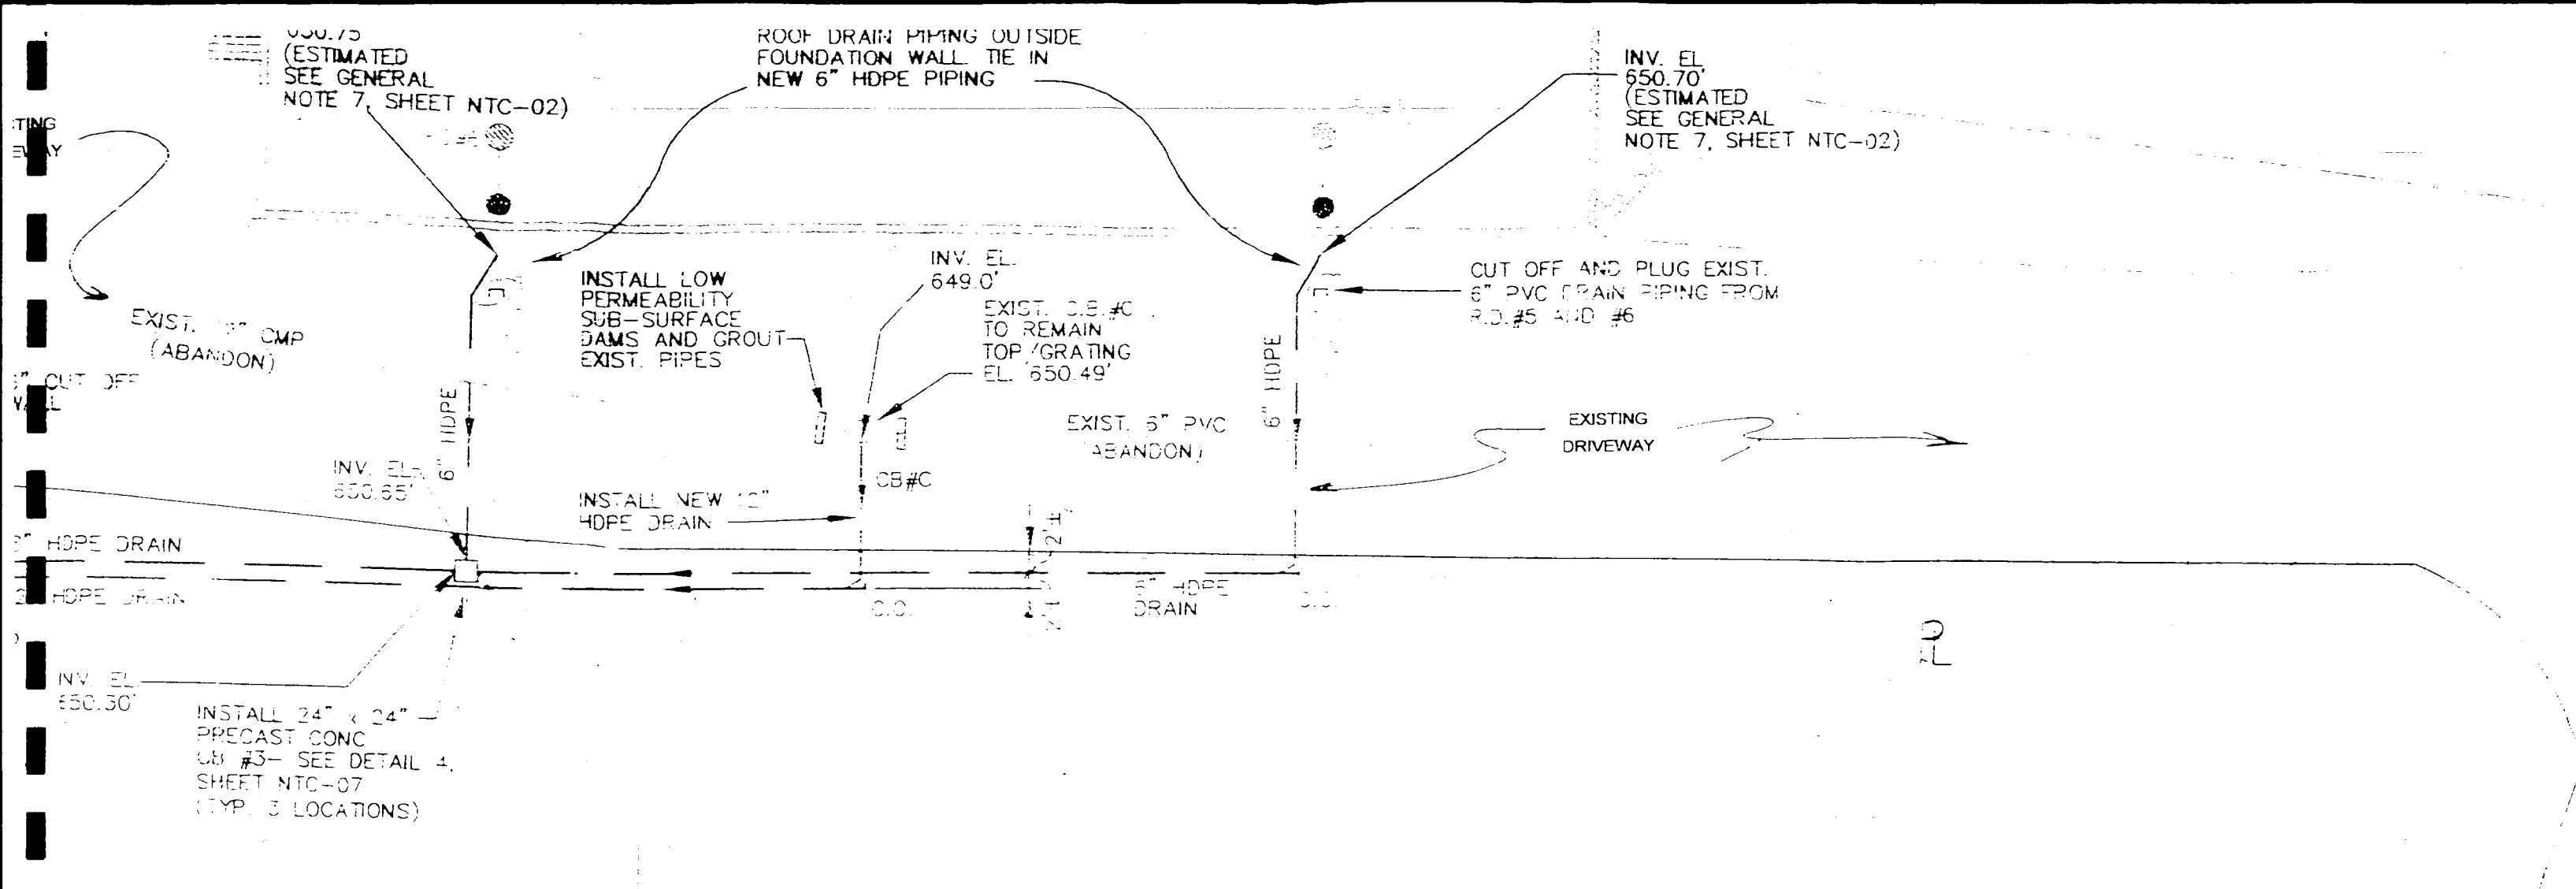 (ESTIMATED
SEE GENERAL
NOTE 7, SHEET NTC-02)
ROOF DRAIN PIPING OUTSIDE
FOUNDATION WALL. TIE IN
NEW 6" HDPE PIPING
INV. EL
650.70'
(ESTIMATED
SEE GENERAL
NOTE 7, SHEET NTC-02)
EXIST. CMP
(ABANDON)
CUT OFF
INSTALL LOW
PERMEABILITY
SUB-SURFACE
DAMS AND GROUT
EXIST. PIPES
INV. EL.
649.0'
EXIST. C.B.#C
TO REMAIN
TOP/GRATING
EL. 650.49'
CUT OFF AND PLUG EXIST.
6" PVC DRAIN PIPING FROM
R.D.#5 AND #6
6" HDPE
6" HDPE
EXIST. 6" PVC
(ABANDON)
EXISTING
DRIVEWAY
INV. EL.
650.65'
CB#C
INSTALL NEW 12"
HDPE DRAIN
HDPE DRAIN
HDPE DRAIN
C.O.
2'±
6" HDPE
DRAIN
C.O.
INV. EL.
650.30'
INSTALL 24" x 24"
PRECAST CONC
CB #3- SEE DETAIL 4,
SHEET NTC-07
(TYP. 3 LOCATIONS)